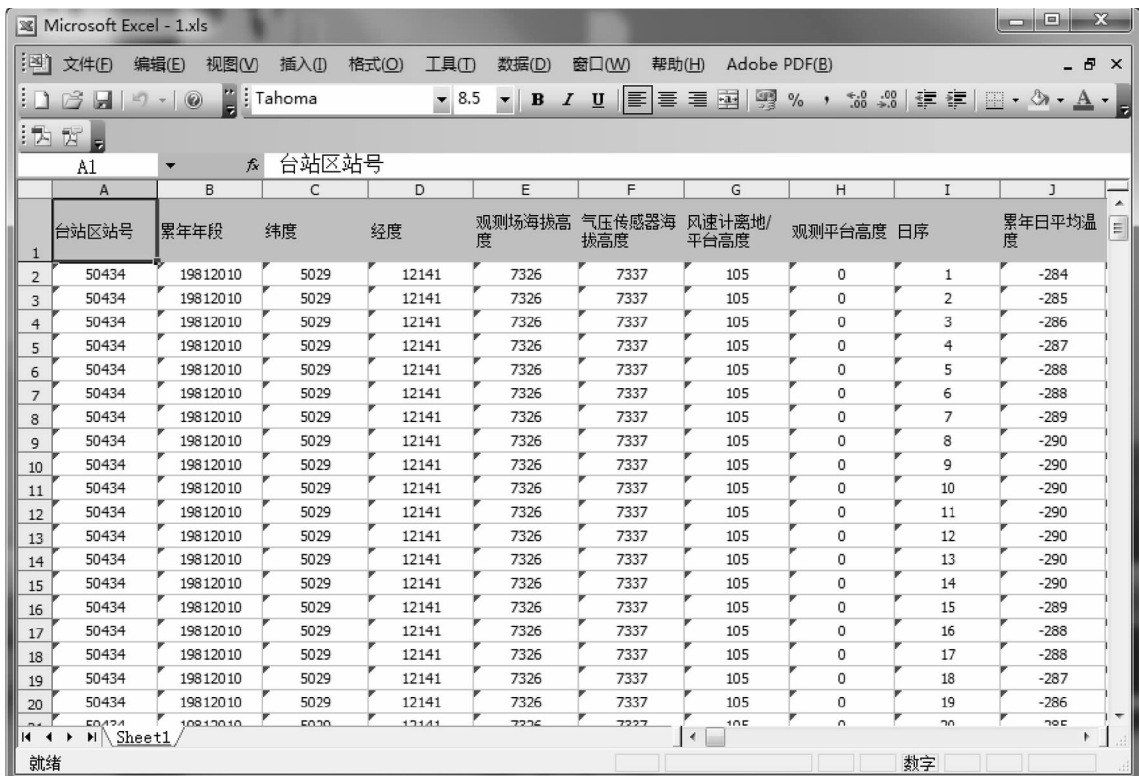 Microsoft Excel - 1.xls
文件(F) 编辑(E) 视图(V) 插入(I) 格式(O) 工具(T) 数据(D) 窗口(W) 帮助(H) Adobe PDF(B)
Tahoma 8.5 B I U
A1 fx 台站区站号
A B C D E F G H I J
1 台站区站号 累年年段 纬度 经度 观测场海拔高度 气压传感器海拔高度 风速计离地/平台高度 观测平台高度 日序 累年日平均温度
2 50434 19812010 5029 12141 7326 7337 105 0 1 -284
3 50434 19812010 5029 12141 7326 7337 105 0 2 -285
4 50434 19812010 5029 12141 7326 7337 105 0 3 -286
5 50434 19812010 5029 12141 7326 7337 105 0 4 -287
6 50434 19812010 5029 12141 7326 7337 105 0 5 -288
7 50434 19812010 5029 12141 7326 7337 105 0 6 -288
8 50434 19812010 5029 12141 7326 7337 105 0 7 -289
9 50434 19812010 5029 12141 7326 7337 105 0 8 -290
10 50434 19812010 5029 12141 7326 7337 105 0 9 -290
11 50434 19812010 5029 12141 7326 7337 105 0 10 -290
12 50434 19812010 5029 12141 7326 7337 105 0 11 -290
13 50434 19812010 5029 12141 7326 7337 105 0 12 -290
14 50434 19812010 5029 12141 7326 7337 105 0 13 -290
15 50434 19812010 5029 12141 7326 7337 105 0 14 -290
16 50434 19812010 5029 12141 7326 7337 105 0 15 -289
17 50434 19812010 5029 12141 7326 7337 105 0 16 -288
18 50434 19812010 5029 12141 7326 7337 105 0 17 -288
19 50434 19812010 5029 12141 7326 7337 105 0 18 -287
20 50434 19812010 5029 12141 7326 7337 105 0 19 -286
Sheet1
就绪 数字